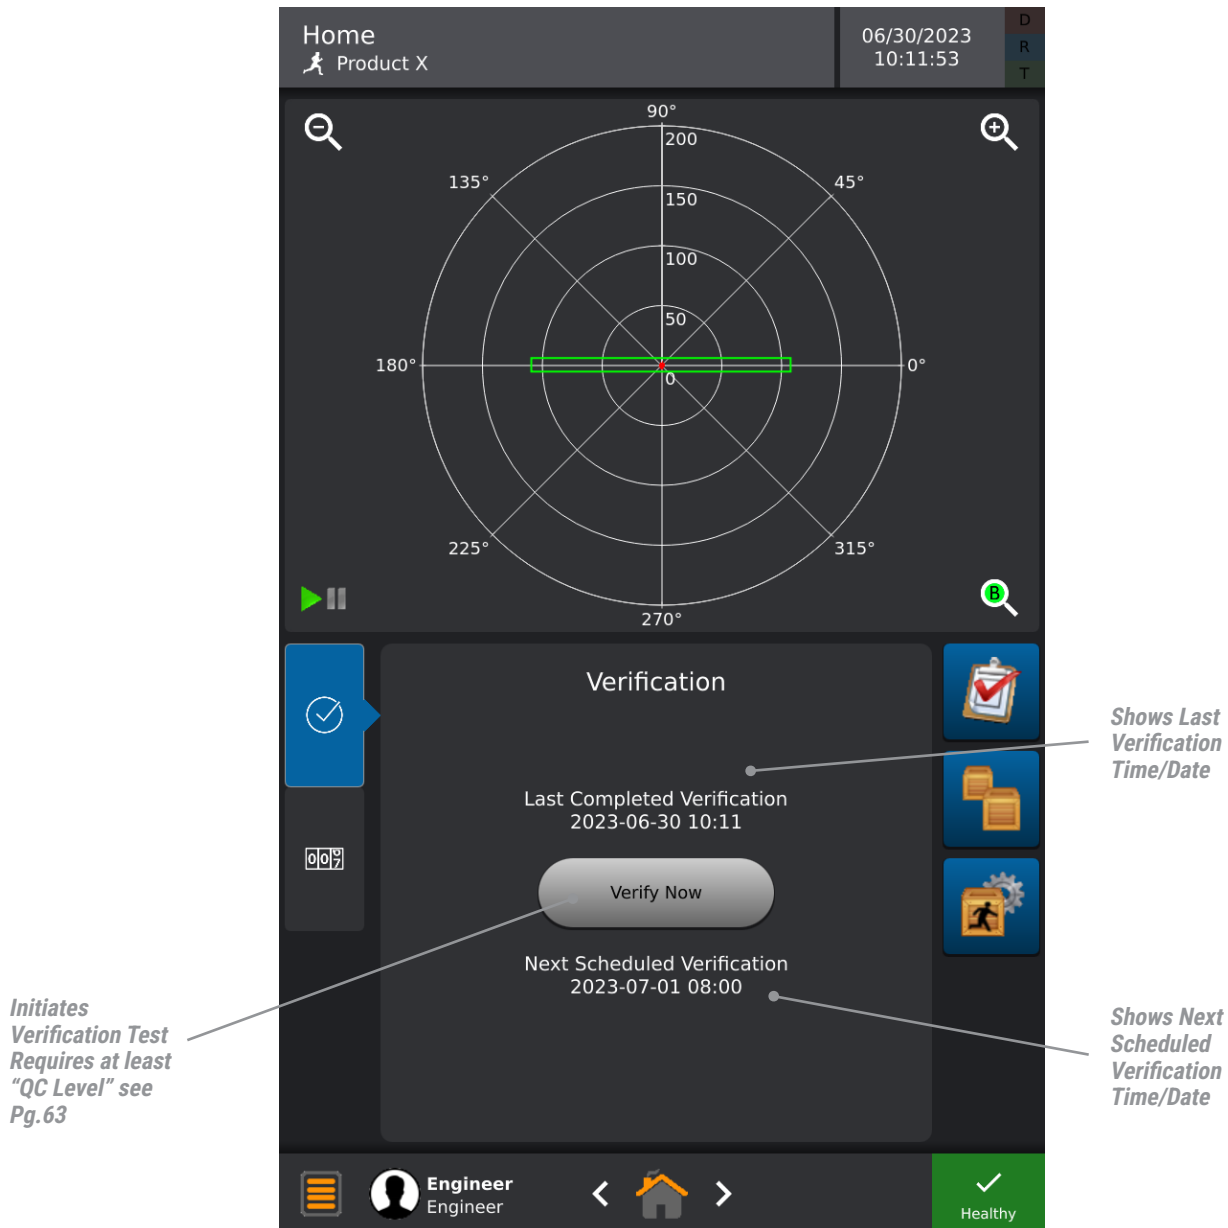 Home
Product X
06/30/2023
10:11:53
D
R
T
90°
200
135°
45°
150
100
50
180°
0°
0
225°
315°
B
270°
Verification
Shows Last
Verification
Time/Date
Last Completed Verification
2023-06-30 10:11
007
Verify Now
Next Scheduled Verification
2023-07-01 08:00
Initiates
Verification Test
Requires at least
“QC Level” see
Pg.63
Shows Next
Scheduled
Verification
Time/Date
Engineer
Engineer
Healthy